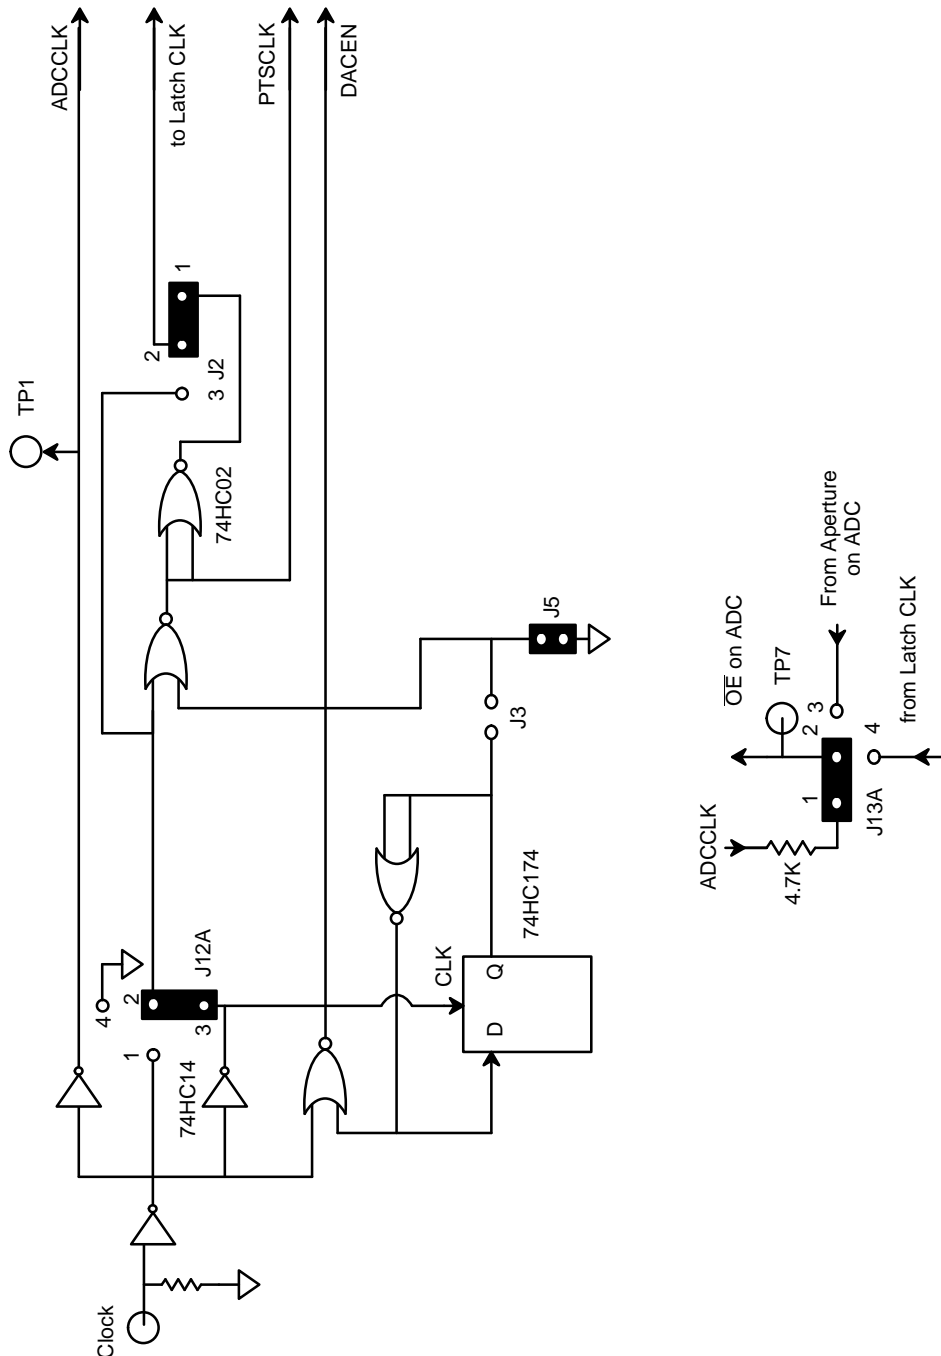 ADCCLK
to Latch CLK
PTSCLK
DACEN
TP1
1
2
3 J2
74HC02
J5
J3
74HC174
CLK
Q
D
J12A
4
2
3
1
74HC14
Clock
OE on ADC
TP7
From Aperture
on ADC
from Latch CLK
1
2
3
4
J13A
ADCCLK
4.7K